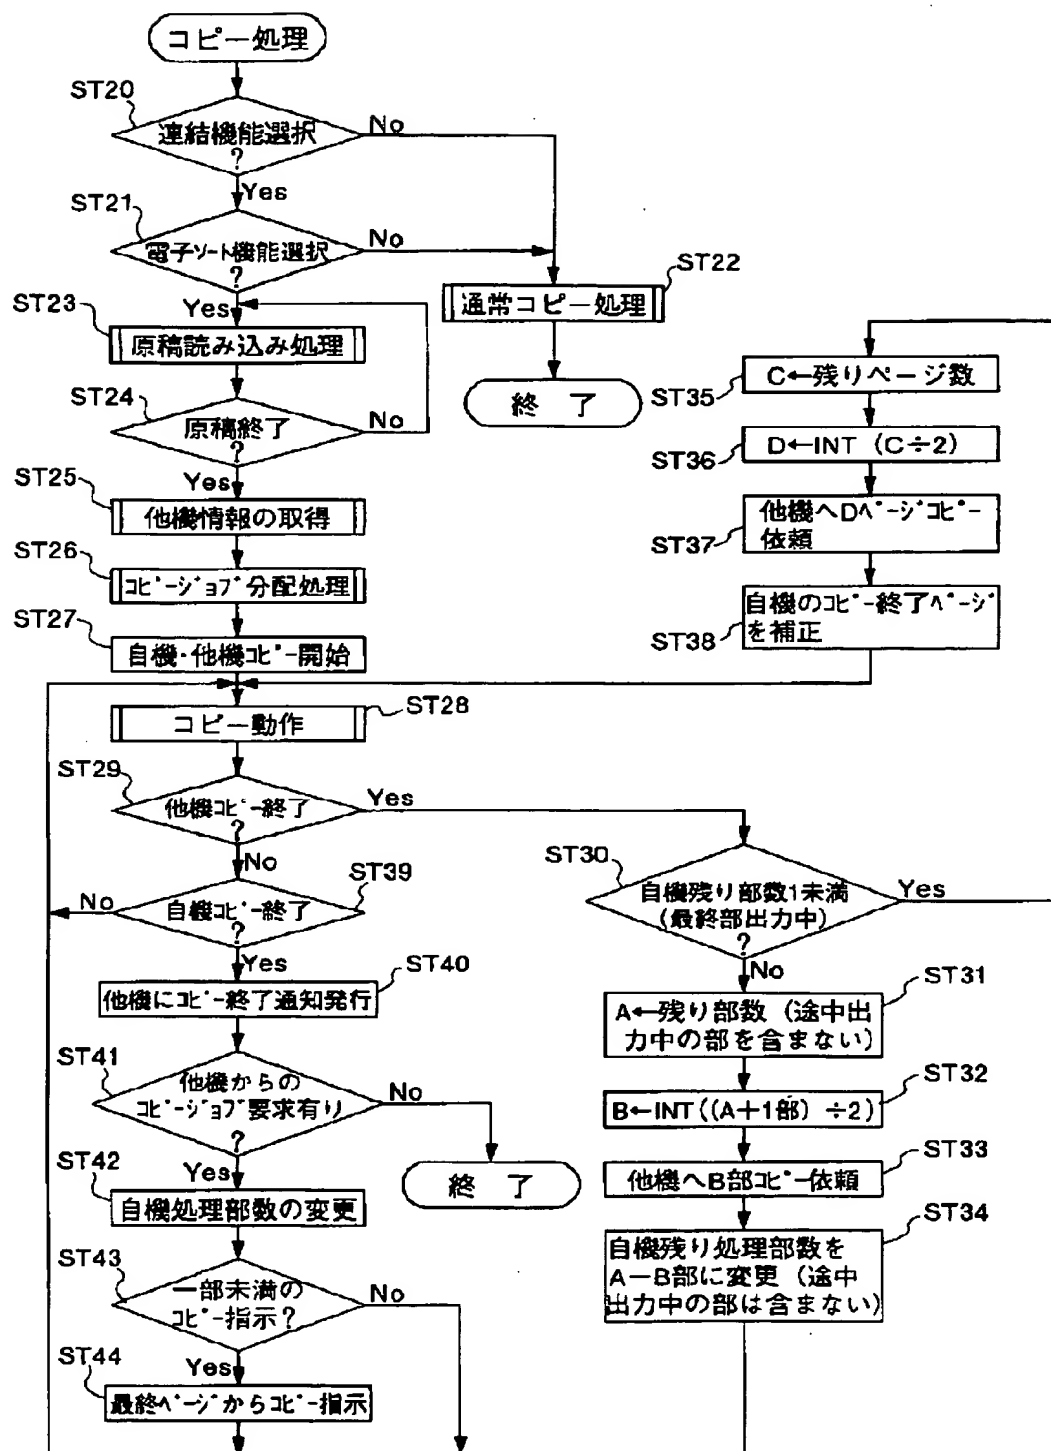 コピー処理
ST20
連結機能選択
?
No
Yes
ST21
電子ソート機能選択
?
No
Yes
ST22
通常コピー処理
終 了
ST23
原稿読み込み処理
ST24
原稿終了
?
No
Yes
ST25
他機情報の取得
ST26
コピージョブ分配処理
ST27
自機・他機コピー開始
ST28
コピー動作
ST29
他機コピー終了
?
Yes
No
ST39
自機コピー終了
?
No
Yes
ST40
他機にコピー終了通知発行
ST41
他機からの
コピージョブ要求有り
?
No
終 了
Yes
ST42
自機処理部数の変更
ST43
一部未満の
コピー指示?
No
Yes
ST44
最終ページからコピー指示
ST30
自機残り部数1未満
(最終部出力中)
?
Yes
No
ST31
A←残り部数(途中出
力中の部を含まない)
ST32
B←INT((A+1部)÷2)
ST33
他機へB部コピー依頼
ST34
自機残り処理部数を
A−B部に変更(途中
出力中の部は含まない)
ST35
C←残りページ数
ST36
D←INT(C÷2)
ST37
他機へDページコピー
依頼
ST38
自機のコピー終了ページ
を補正